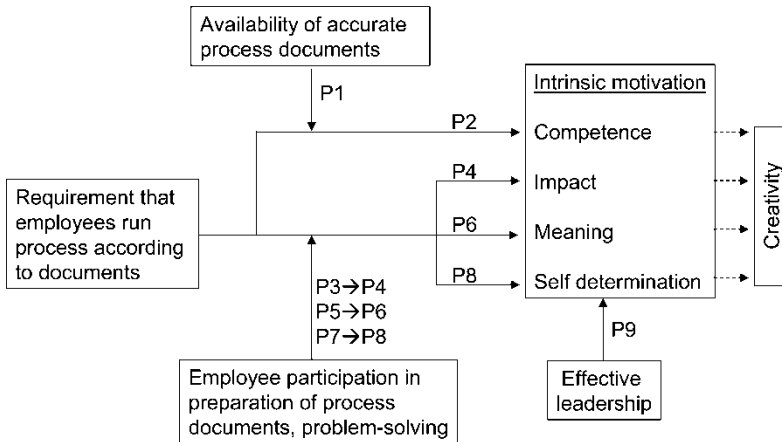 Availability of accurate
process documents
P1
Intrinsic motivation
P2
Competence
P4
Impact
Requirement that
employees run
process according
to documents
P6
Meaning
P8
Self determination
Creativity
P3→P4
P5→P6
P7→P8
P9
Employee participation in
preparation of process
documents, problem-solving
Effective
leadership